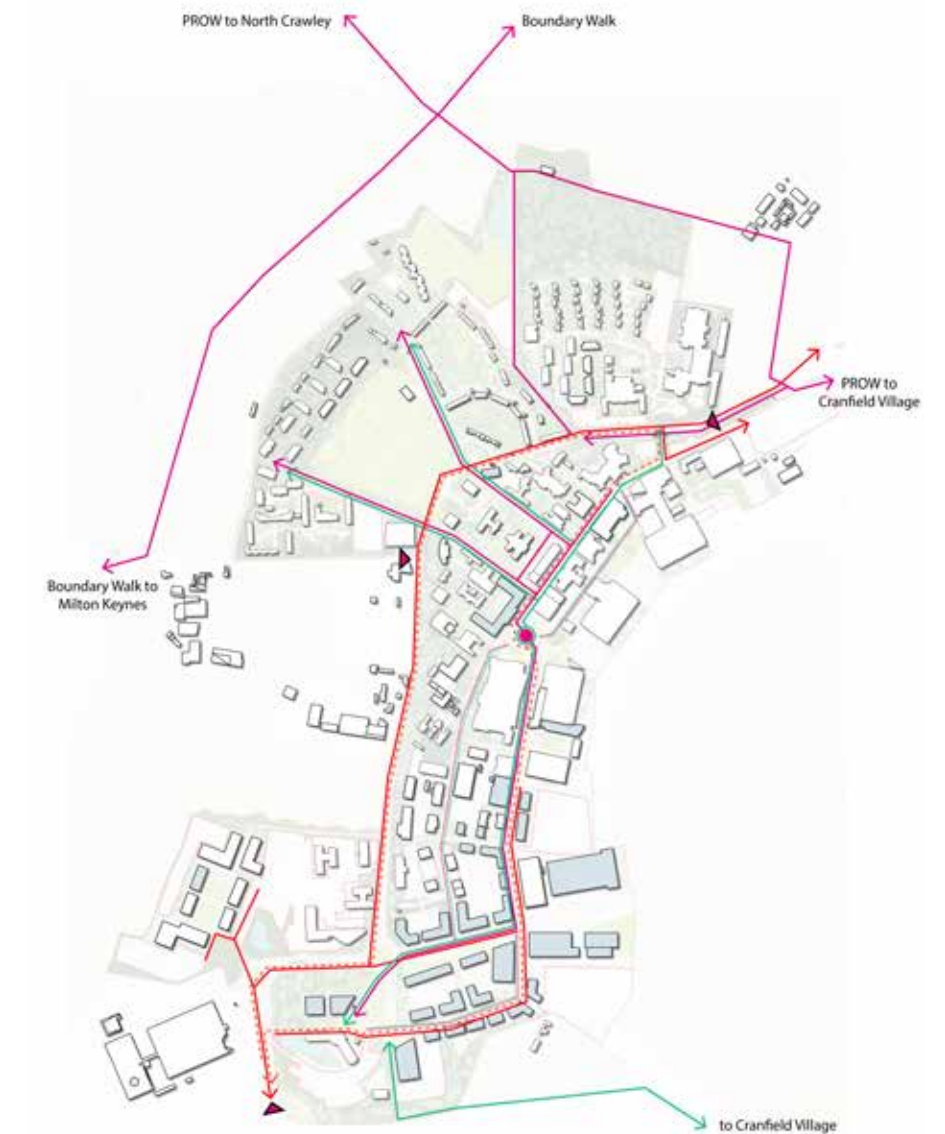 PROW to North Crawley
Boundary Walk
PROW to
Cranfield Village
Boundary Walk to
Milton Keynes
to Cranfield Village